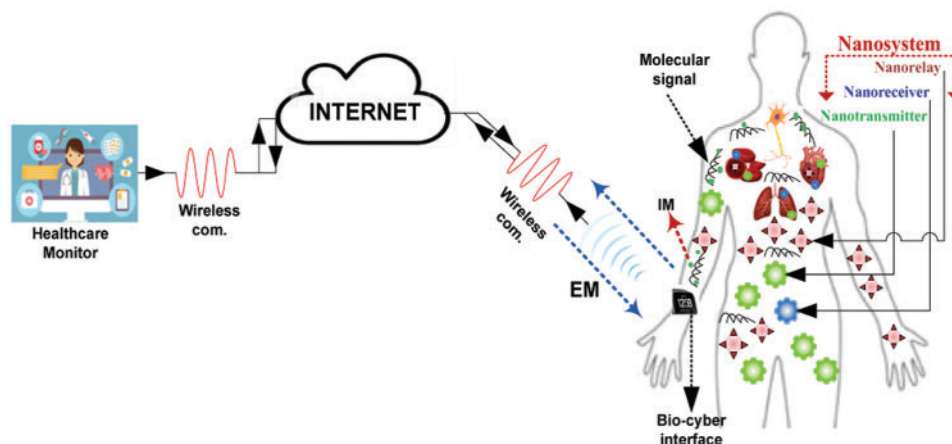 Healthcare
Monitor
Wireless
com.
INTERNET
Wireless
com.
EM
IM
Molecular
signal
Nanosystem
Nanorelay
Nanoreceiver
Nanotransmitter
Bio-cyber
interface